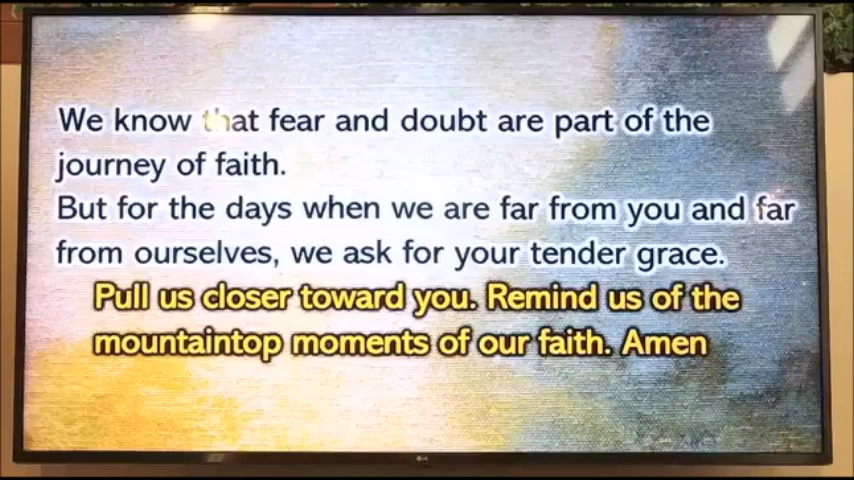 We know that fear and doubt are part of the
journey of faith.
But for the days when we are far from you and far
from ourselves, we ask for your tender grace.
Pull us closer toward you. Remind us of the
mountaintop moments of our faith. Amen
LG